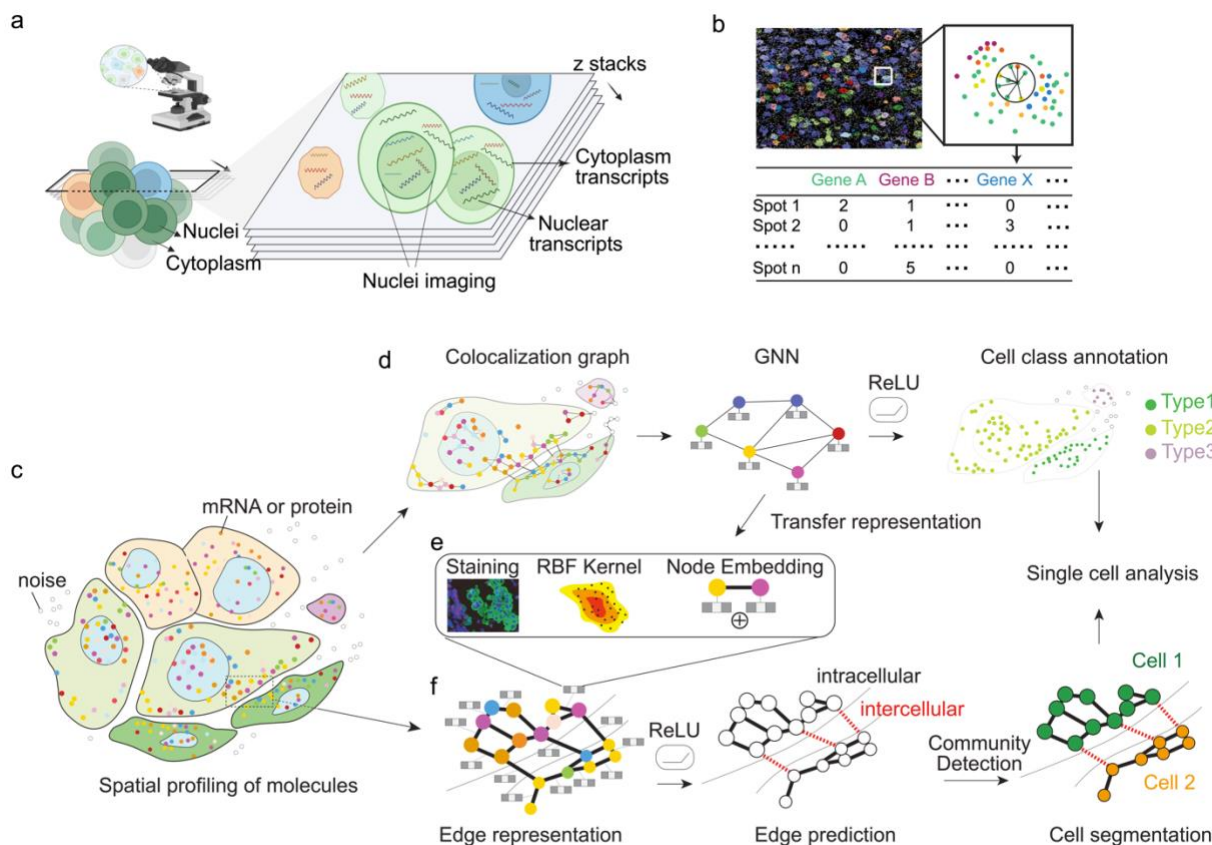 a
z stacks
Cytoplasm
transcripts
Nuclear
transcripts
Nuclei
Cytoplasm
Nuclei imaging
b
Gene A Gene B ... Gene X ...
Spot 1 2 1 ... 0 ...
Spot 2 0 1 ... 3 ...
..... ..... ..... .....
Spot n 0 5 ... 0 ...
c
mRNA or protein
noise
Spatial profiling of molecules
d
Colocalization graph
GNN
ReLU
Cell class annotation
Type1
Type2
Type3
Transfer representation
e
Staining RBF Kernel Node Embedding
Single cell analysis
f
ReLU
Edge representation
intracellular
intercellular
Edge prediction
Community
Detection
Cell 1
Cell 2
Cell segmentation